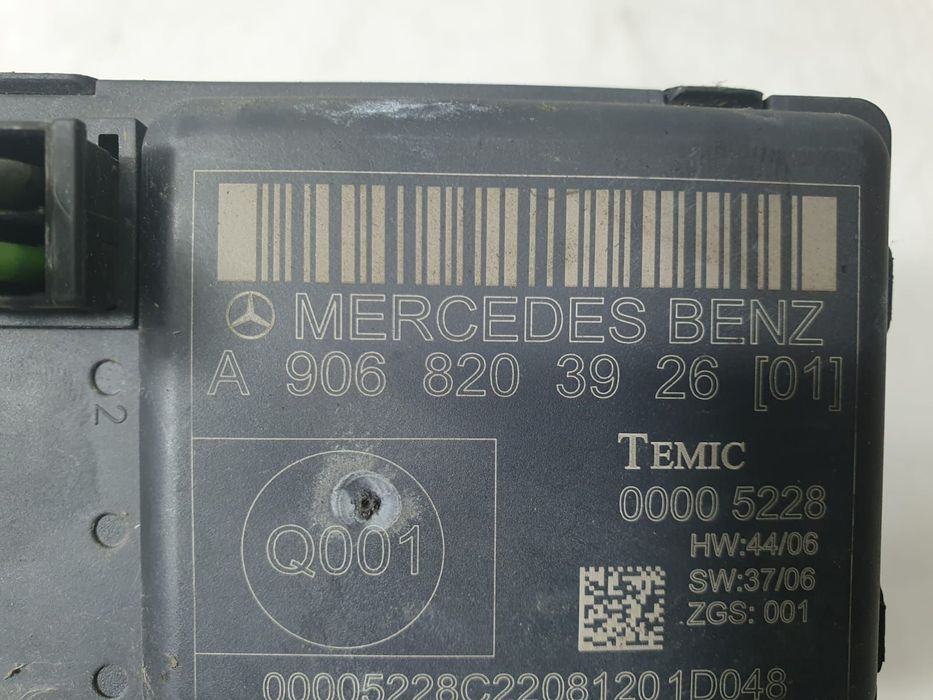 MERCEDES BENZ
A 906 820 39 26 [01]
TEMIC
0000 5228
Q001
HW:44/06
SW:37/06
ZGS: 001
2
00005228C22081201D048